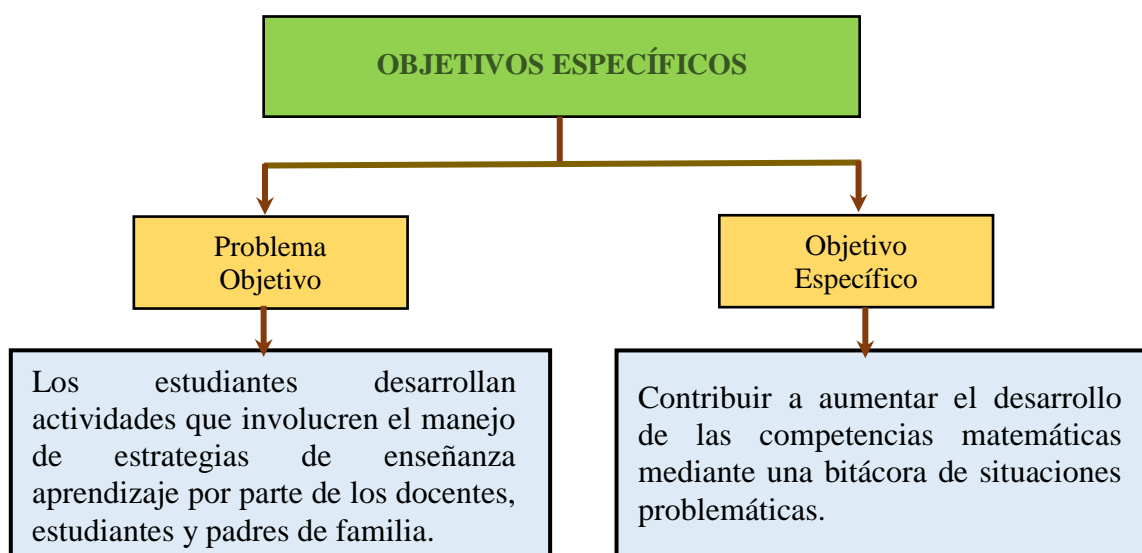 OBJETIVOS ESPECÍFICOS
Problema
Objetivo
Objetivo
Específico
Los estudiantes desarrollan
actividades que involucren el manejo
de estrategias de enseñanza
aprendizaje por parte de los docentes,
estudiantes y padres de familia.
Contribuir a aumentar el desarrollo
de las competencias matemáticas
mediante una bitácora de situaciones
problemáticas.